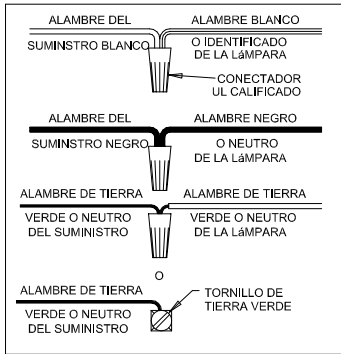 ALAMBRE DEL
SUMINISTRO BLANCO
ALAMBRE BLANCO
O IDENTIFICADO
DE LA LáMPARA
CONECTADOR
UL CALIFICADO
ALAMBRE DEL
SUMINISTRO NEGRO
ALAMBRE NEGRO
O NEUTRO
DE LA LáMPARA
ALAMBRE DE TIERRA
VERDE O NEUTRO
DEL SUMINISTRO
ALAMBRE DE TIERRA
VERDE O NEUTRO
DE LA LáMPARA
O
ALAMBRE DE TIERRA
VERDE O NEUTRO
DEL SUMINISTRO
TORNILLO DE
TIERRA VERDE